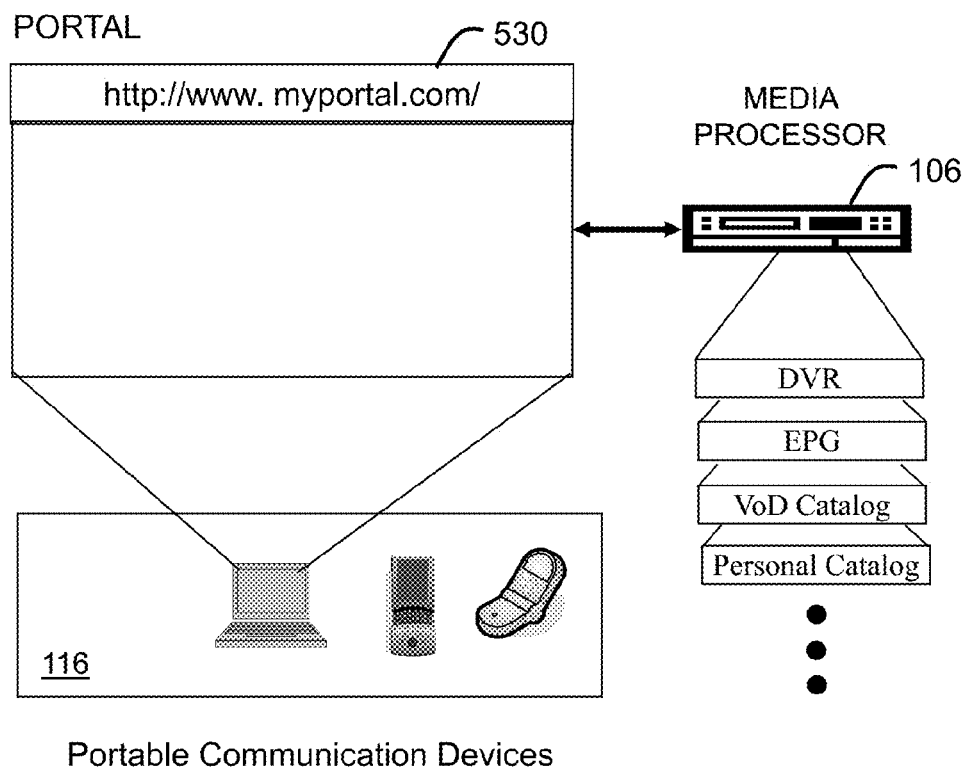 PORTAL
530
http://www. myportal.com/
MEDIA
PROCESSOR
106
DVR
EPG
VoD Catalog
Personal Catalog
116
Portable Communication Devices